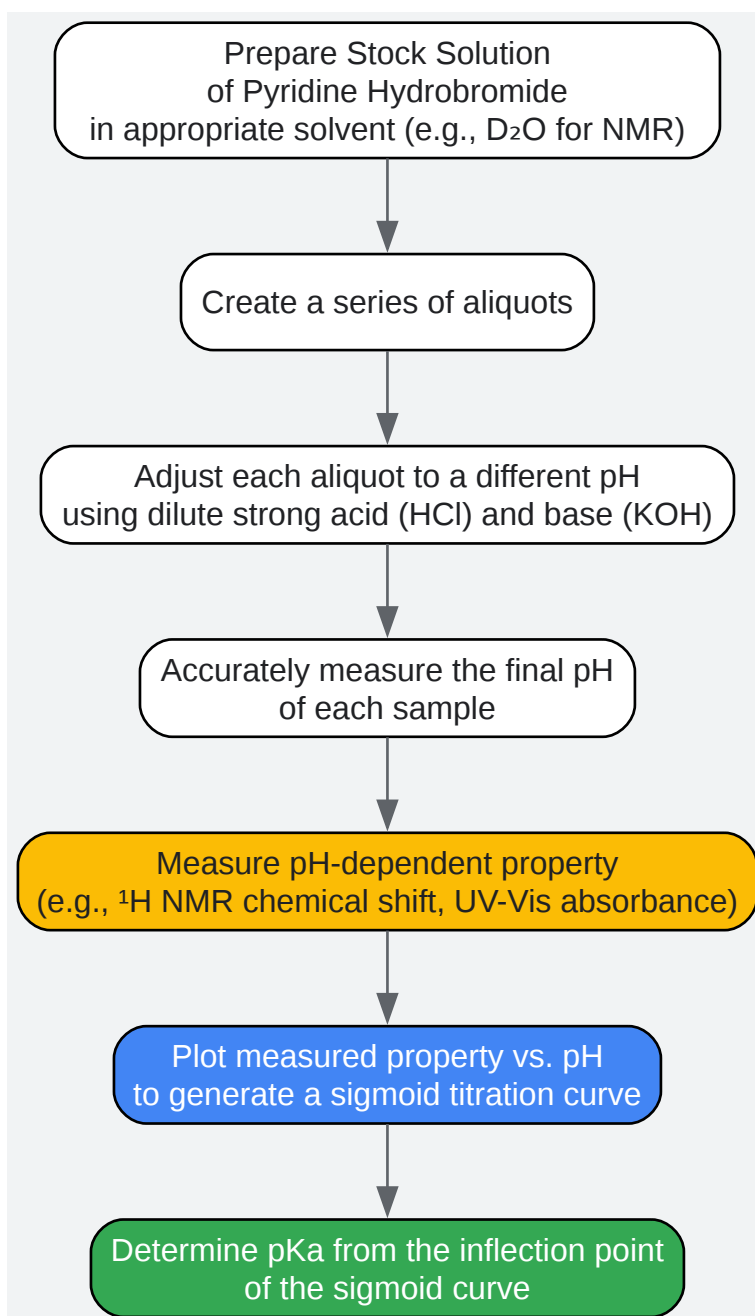 Prepare Stock Solution
of Pyridine Hydrobromide
in appropriate solvent (e.g., D₂O for NMR)
Create a series of aliquots
Adjust each aliquot to a different pH
using dilute strong acid (HCl) and base (KOH)
Accurately measure the final pH
of each sample
Measure pH-dependent property
(e.g., ¹H NMR chemical shift, UV-Vis absorbance)
Plot measured property vs. pH
to generate a sigmoid titration curve
Determine pKa from the inflection point
of the sigmoid curve